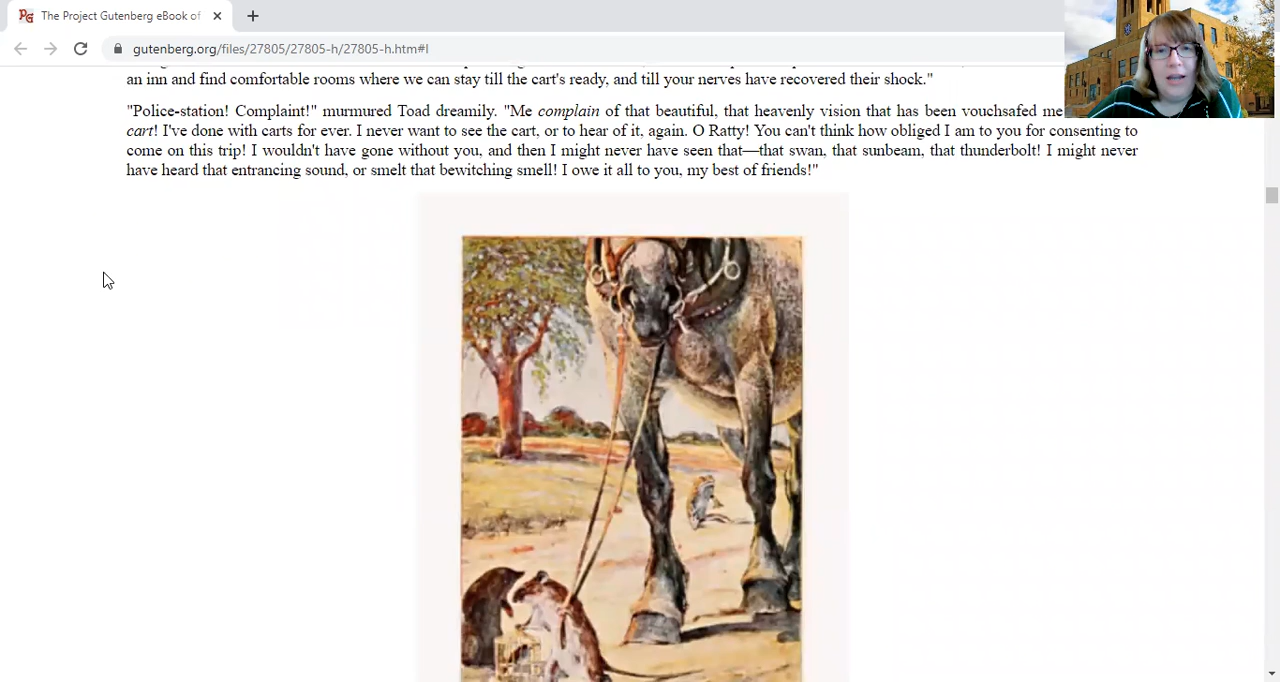 The Project Gutenberg eBook of
gutenberg.org/files/27805/27805-h/27805-h.htm#I
an inn and find comfortable rooms where we can stay till the cart's ready, and till your nerves have recovered their shock."
"Police-station! Complaint!" murmured Toad dreamily. "Me complain of that beautiful, that heavenly vision that has been vouchsafed me
cart! I've done with carts for ever. I never want to see the cart, or to hear of it, again. O Ratty! You can't think how obliged I am to you for consenting to
come on this trip! I wouldn't have gone without you, and then I might never have seen that—that swan, that sunbeam, that thunderbolt! I might never
have heard that entrancing sound, or smelt that bewitching smell! I owe it all to you, my best of friends!"